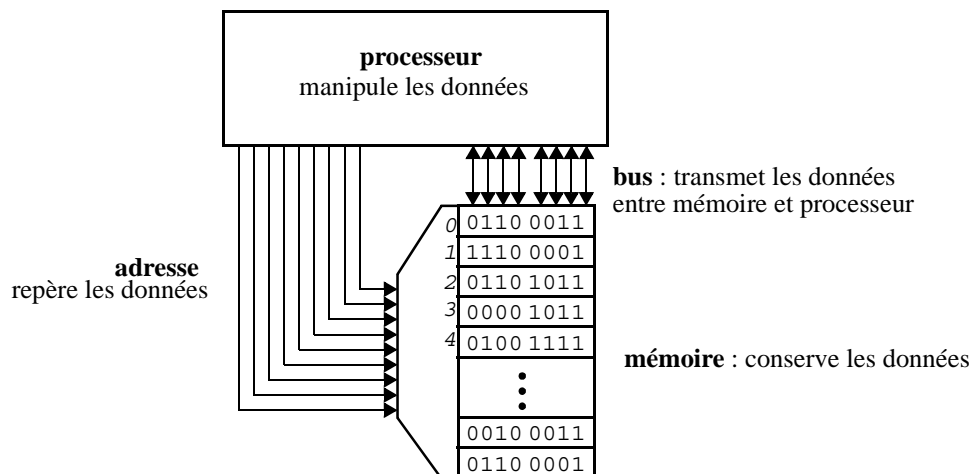 processeur
manipule les données
bus : transmet les données
entre mémoire et processeur
adresse
repère les données
0 0110 0011
1 1110 0001
2 0110 1011
3 0000 1011
4 0100 1111
mémoire : conserve les données
0010 0011
0110 0001